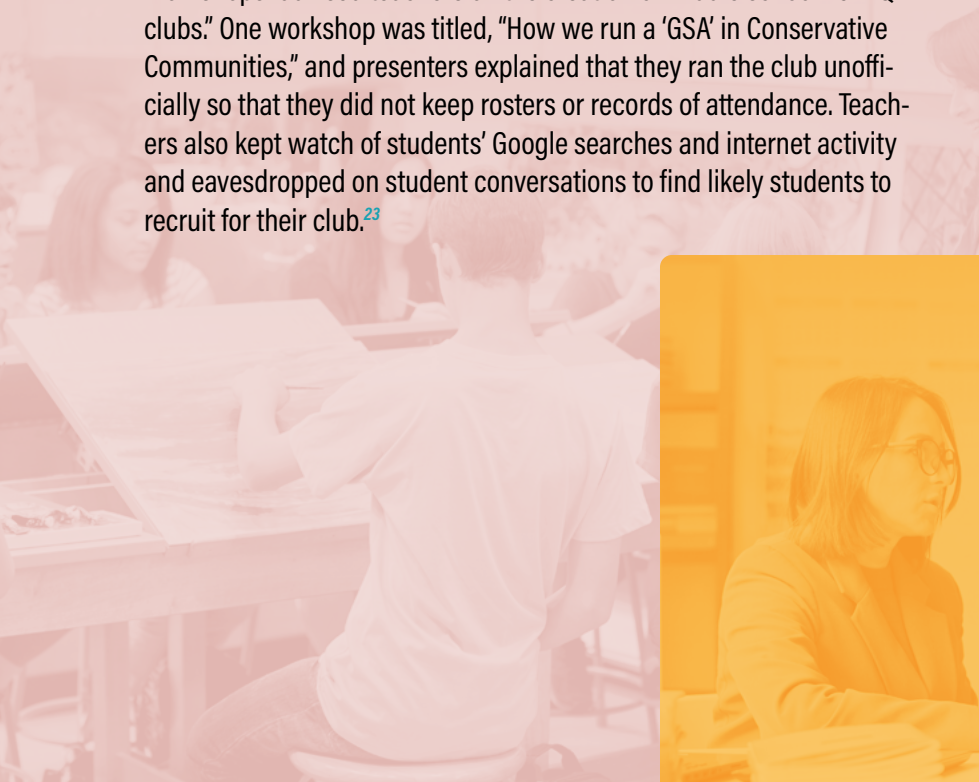 clubs.” One workshop was titled, “How we run a ‘GSA’ in Conservative
Communities,” and presenters explained that they ran the club unoffi-
cially so that they did not keep rosters or records of attendance. Teach-
ers also kept watch of students’ Google searches and internet activity
and eavesdropped on student conversations to find likely students to
recruit for their club.23